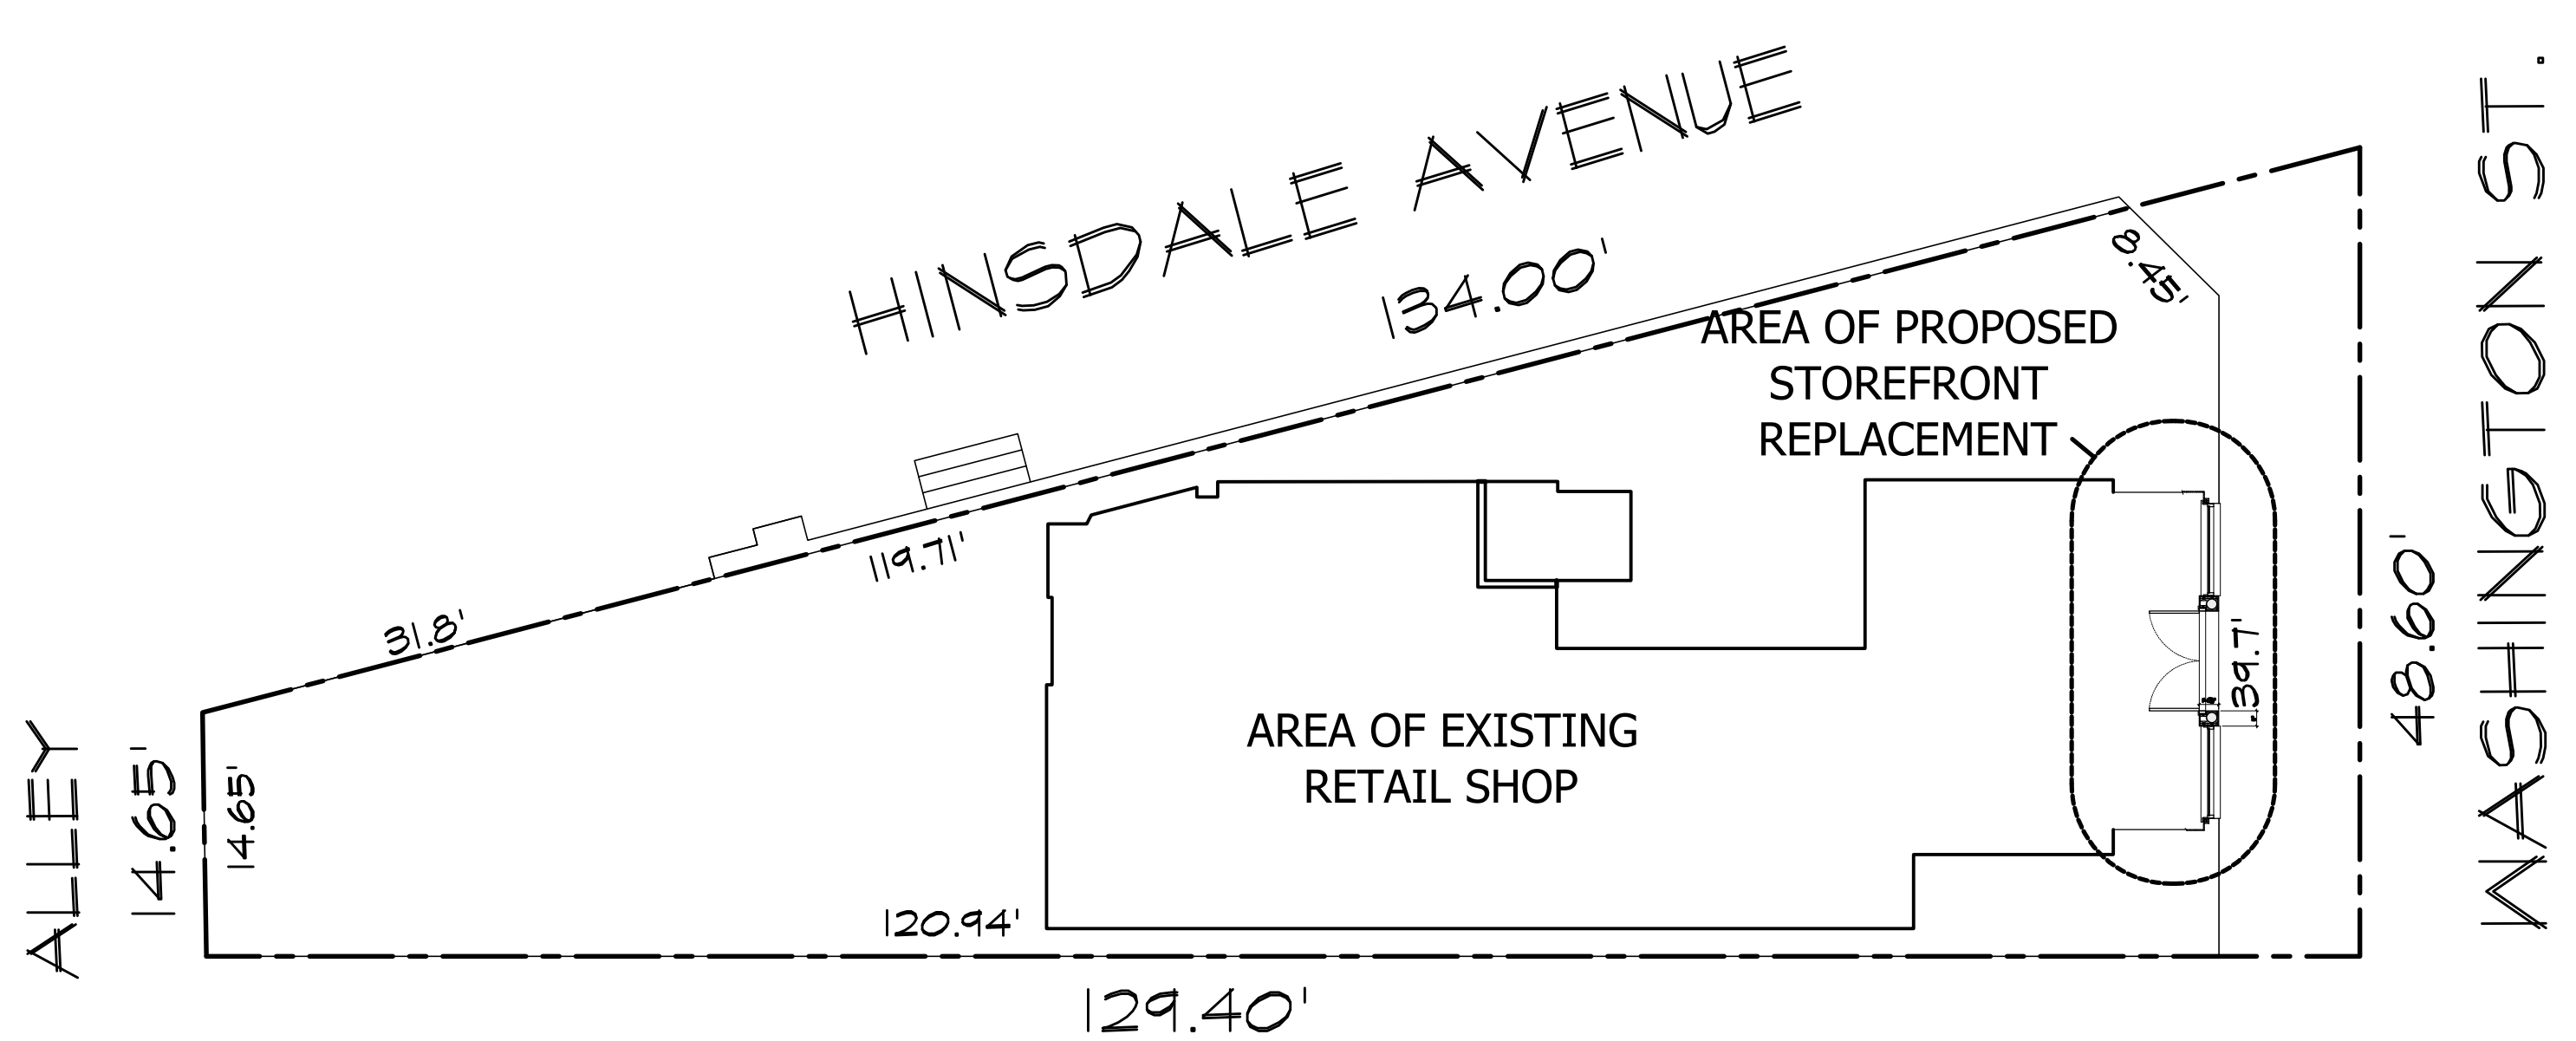 HINSDALE AVENUE
134.00'
8.45'
AREA OF PROPOSED
STOREFRONT
REPLACEMENT
119.71'
31.8'
ALLEY
14.65'
14.65'
AREA OF EXISTING
RETAIL SHOP
39.7'
48.60'
WASHINGTON ST.
120.94'
129.40'